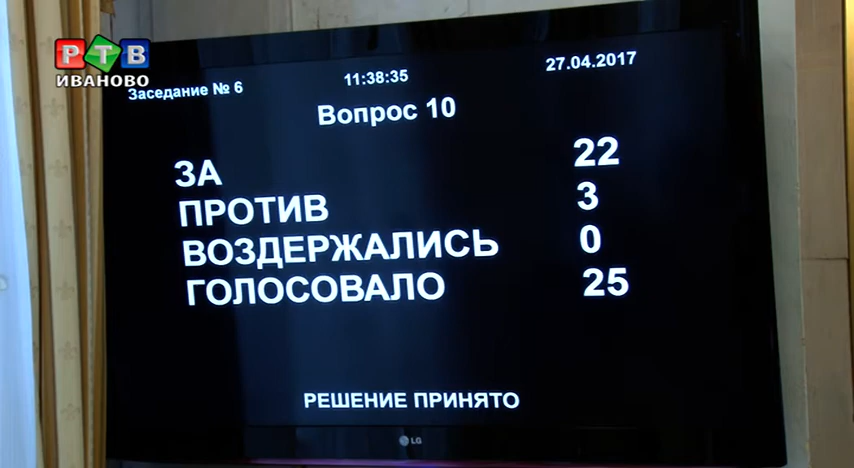 РТВ
ИВАНОВО
Заседание № 6 11:38:35 27.04.2017
Вопрос 10
ЗА 22
ПРОТИВ 3
ВОЗДЕРЖАЛИСЬ 0
ГОЛОСОВАЛО 25
РЕШЕНИЕ ПРИНЯТО
LG